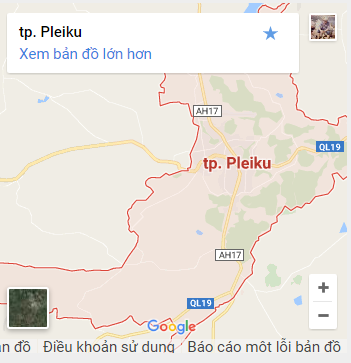 tp. Pleiku
Xem bản đồ lớn hơn
AH17
QL19
tp. Pleiku
AH17
QL19
Google
ản đồ Điều khoản sử dụng Báo cáo một lỗi bản đồ